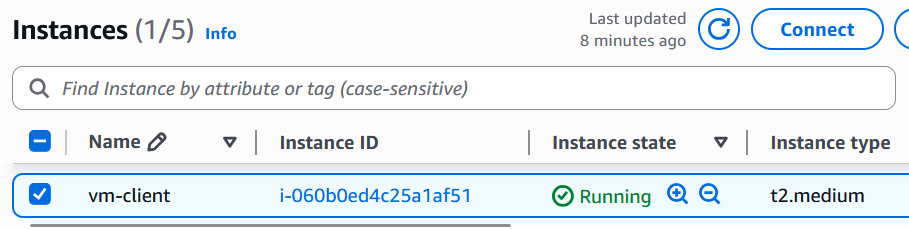 Instances (1/5) Info
Last updated
8 minutes ago
Connect
Find Instance by attribute or tag (case-sensitive)
Name Instance ID Instance state Instance type
vm-client i-060b0ed4c25a1af51 Running t2.medium